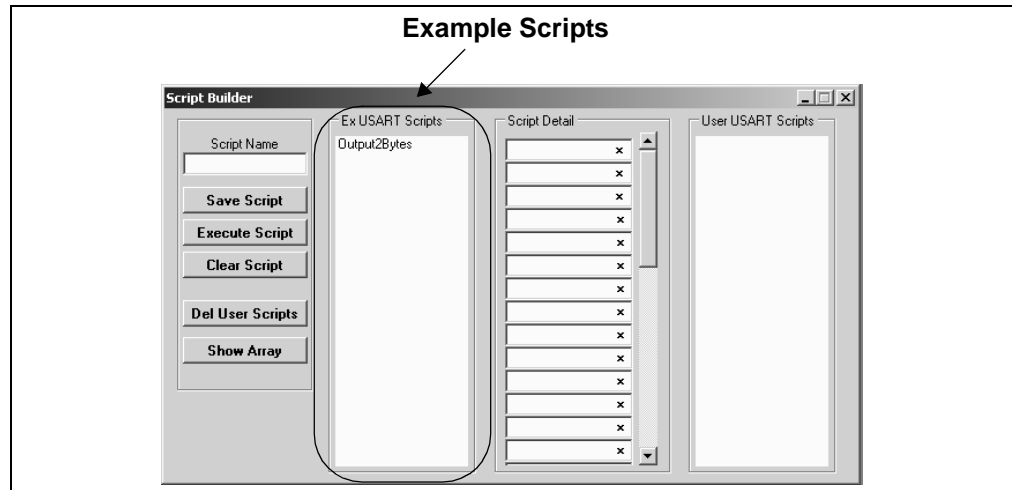 Example Scripts
Script Builder
Script Name
Save Script
Execute Script
Clear Script
Del User Scripts
Show Array
Ex USART Scripts
Output2Bytes
Script Detail
x
x
x
x
x
x
x
x
x
x
x
x
x
x
User USART Scripts